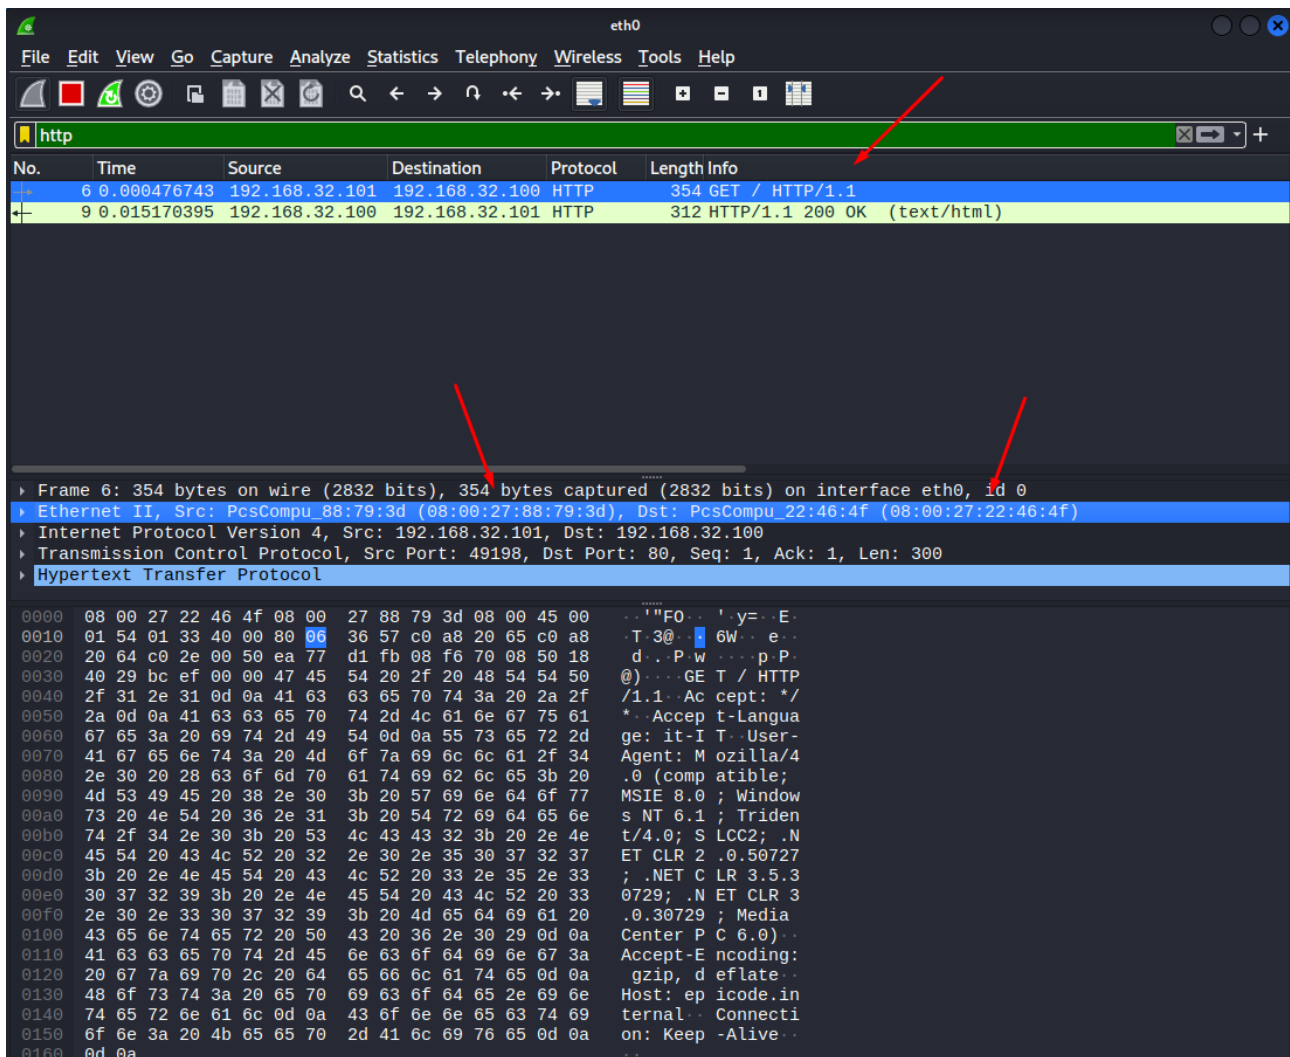 eth0
File Edit View Go Capture Analyze Statistics Telephony Wireless Tools Help
http
No. Time Source Destination Protocol Length Info
6 0.000476743 192.168.32.101 192.168.32.100 HTTP 354 GET / HTTP/1.1
9 0.015170395 192.168.32.100 192.168.32.101 HTTP 312 HTTP/1.1 200 OK (text/html)
Frame 6: 354 bytes on wire (2832 bits), 354 bytes captured (2832 bits) on interface eth0, id 0
Ethernet II, Src: PcsCompu_88:79:3d (08:00:27:88:79:3d), Dst: PcsCompu_22:46:4f (08:00:27:22:46:4f)
Internet Protocol Version 4, Src: 192.168.32.101, Dst: 192.168.32.100
Transmission Control Protocol, Src Port: 49198, Dst Port: 80, Seq: 1, Ack: 1, Len: 300
Hypertext Transfer Protocol
0000 08 00 27 22 46 4f 08 00 27 88 79 3d 08 00 45 00 ··'"FO·· '·y=··E·
0010 01 54 01 33 40 00 80 06 36 57 c0 a8 20 65 c0 a8 ·T·3@··· 6W·· e··
0020 20 64 c0 2e 00 50 ea 77 d1 fb 08 f6 70 08 50 18 d·.·P·w ····p·P·
0030 40 29 bc ef 00 00 47 45 54 20 2f 20 48 54 54 50 @)····GE T / HTTP
0040 2f 31 2e 31 0d 0a 41 63 63 65 70 74 3a 20 2a 2f /1.1··Ac cept: */
0050 2a 0d 0a 41 63 63 65 70 74 2d 4c 61 6e 67 75 61 *··Accep t-Langua
0060 67 65 3a 20 69 74 2d 49 54 0d 0a 55 73 65 72 2d ge: it-I T··User-
0070 41 67 65 6e 74 3a 20 4d 6f 7a 69 6c 6c 61 2f 34 Agent: M ozilla/4
0080 2e 30 20 28 63 6f 6d 70 61 74 69 62 6c 65 3b 20 .0 (comp atible;
0090 4d 53 49 45 20 38 2e 30 3b 20 57 69 6e 64 6f 77 MSIE 8.0 ; Window
00a0 73 20 4e 54 20 36 2e 31 3b 20 54 72 69 64 65 6e s NT 6.1 ; Triden
00b0 74 2f 34 2e 30 3b 20 53 4c 43 43 32 3b 20 2e 4e t/4.0; S LCC2; .N
00c0 45 54 20 43 4c 52 20 32 2e 30 2e 35 30 37 32 37 ET CLR 2 .0.50727
00d0 3b 20 2e 4e 45 54 20 43 4c 52 20 33 2e 35 2e 33 ; .NET C LR 3.5.3
00e0 30 37 32 39 3b 20 2e 4e 45 54 20 43 4c 52 20 33 0729; .N ET CLR 3
00f0 2e 30 2e 33 30 37 32 39 3b 20 4d 65 64 69 61 20 .0.30729 ; Media
0100 43 65 6e 74 65 72 20 50 43 20 36 2e 30 29 0d 0a Center P C 6.0)··
0110 41 63 63 65 70 74 2d 45 6e 63 6f 64 69 6e 67 3a Accept-E ncoding:
0120 20 67 7a 69 70 2c 20 64 65 66 6c 61 74 65 0d 0a gzip, d eflate··
0130 48 6f 73 74 3a 20 65 70 69 63 6f 64 65 2e 69 6e Host: ep icode.in
0140 74 65 72 6e 61 6c 0d 0a 43 6f 6e 6e 65 63 74 69 ternal·· Connecti
0150 6f 6e 3a 20 4b 65 65 70 2d 41 6c 69 76 65 0d 0a on: Keep -Alive··
0160 0d 0a ··